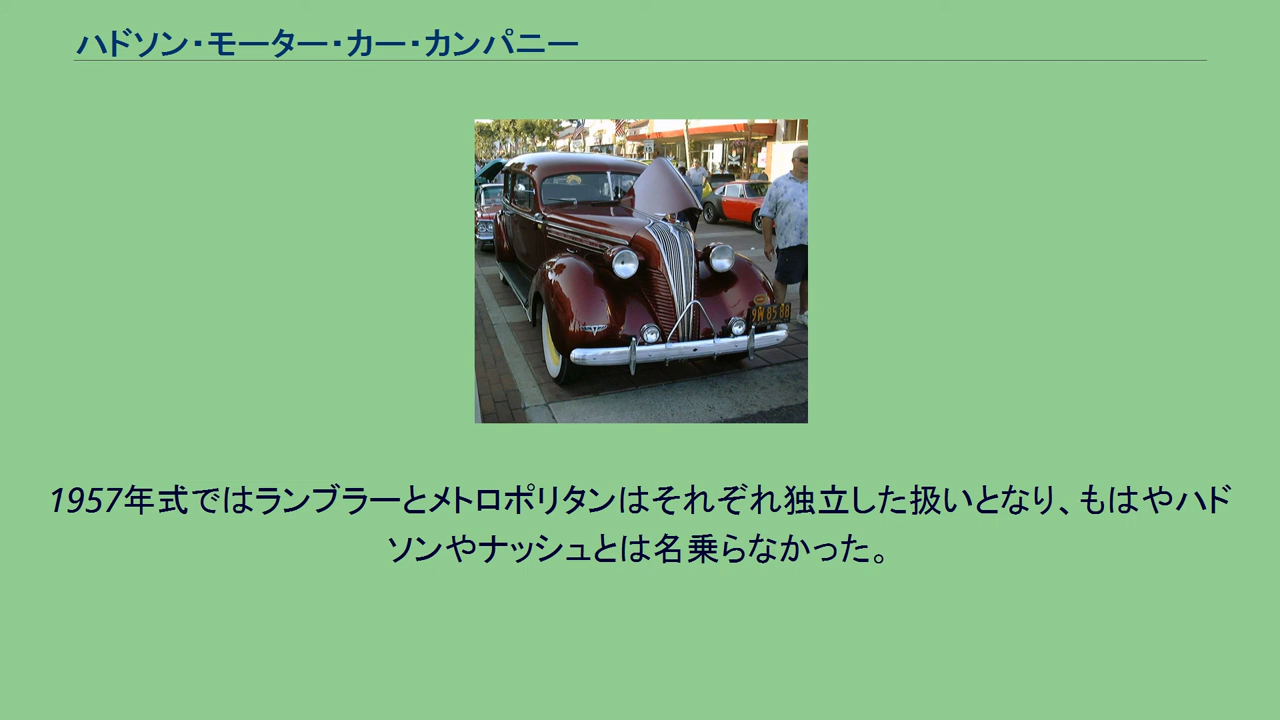 ハドソン・モーター・カー・カンパニー
9W 85 88
1957年式ではランブラーとメトロポリタンはそれぞれ独立した扱いとなり、もはやハド
ソンやナッシュとは名乗らなかった。